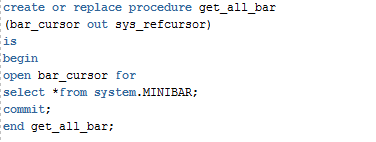 create or replace procedure get_all_bar
(bar_cursor out sys_refcursor)
is
begin
open bar_cursor for
select *from system.MINIBAR;
commit;
end get_all_bar;